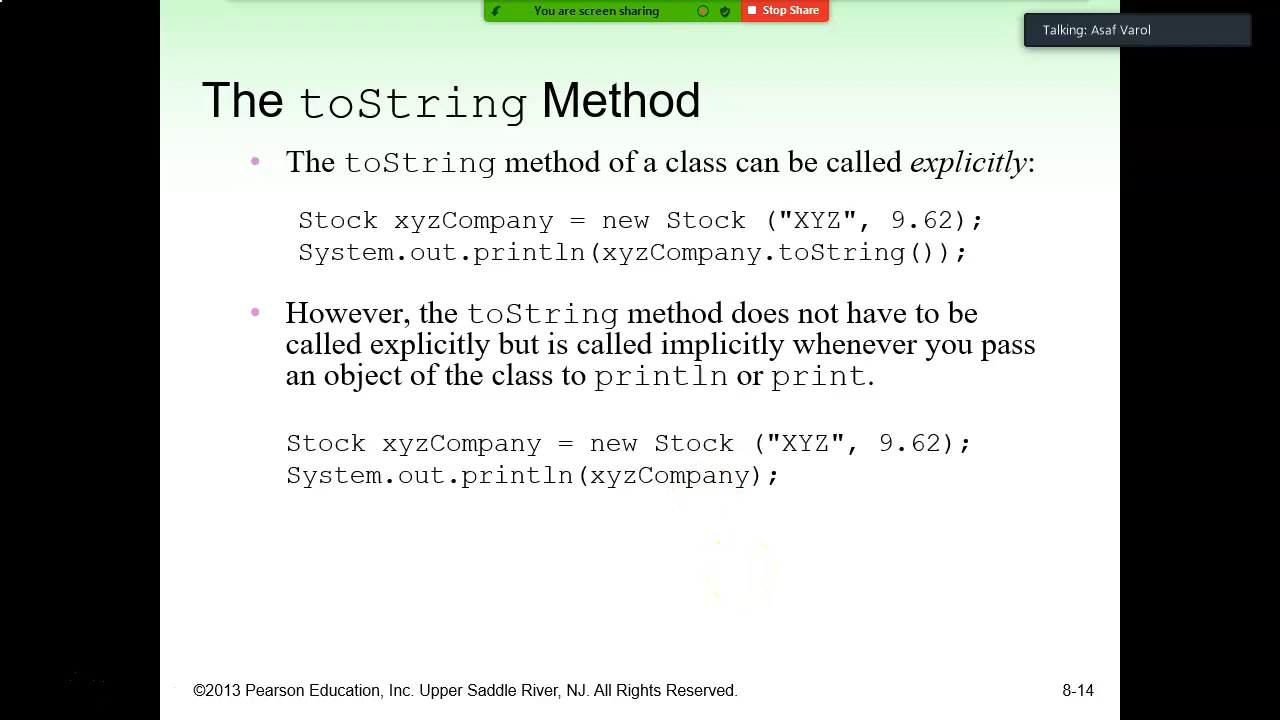 You are screen sharing
Stop Share
Talking: Asaf Varol
The toString Method
• The toString method of a class can be called explicitly:
Stock xyzCompany = new Stock ("XYZ", 9.62);
System.out.println(xyzCompany.toString());
• However, the toString method does not have to be
called explicitly but is called implicitly whenever you pass
an object of the class to println or print.
Stock xyzCompany = new Stock ("XYZ", 9.62);
System.out.println(xyzCompany);
©2013 Pearson Education, Inc. Upper Saddle River, NJ. All Rights Reserved.
8-14